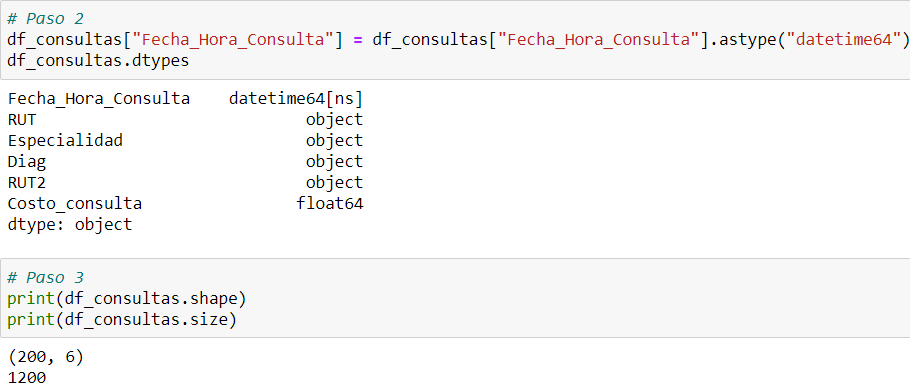 # Paso 2
df_consultas["Fecha_Hora_Consulta"] = df_consultas["Fecha_Hora_Consulta"].astype("datetime64")
df_consultas.dtypes
Fecha_Hora_Consulta    datetime64[ns]
RUT                            object
Especialidad                   object
Diag                           object
RUT2                           object
Costo_consulta                float64
dtype: object
# Paso 3
print(df_consultas.shape)
print(df_consultas.size)
(200, 6)
1200